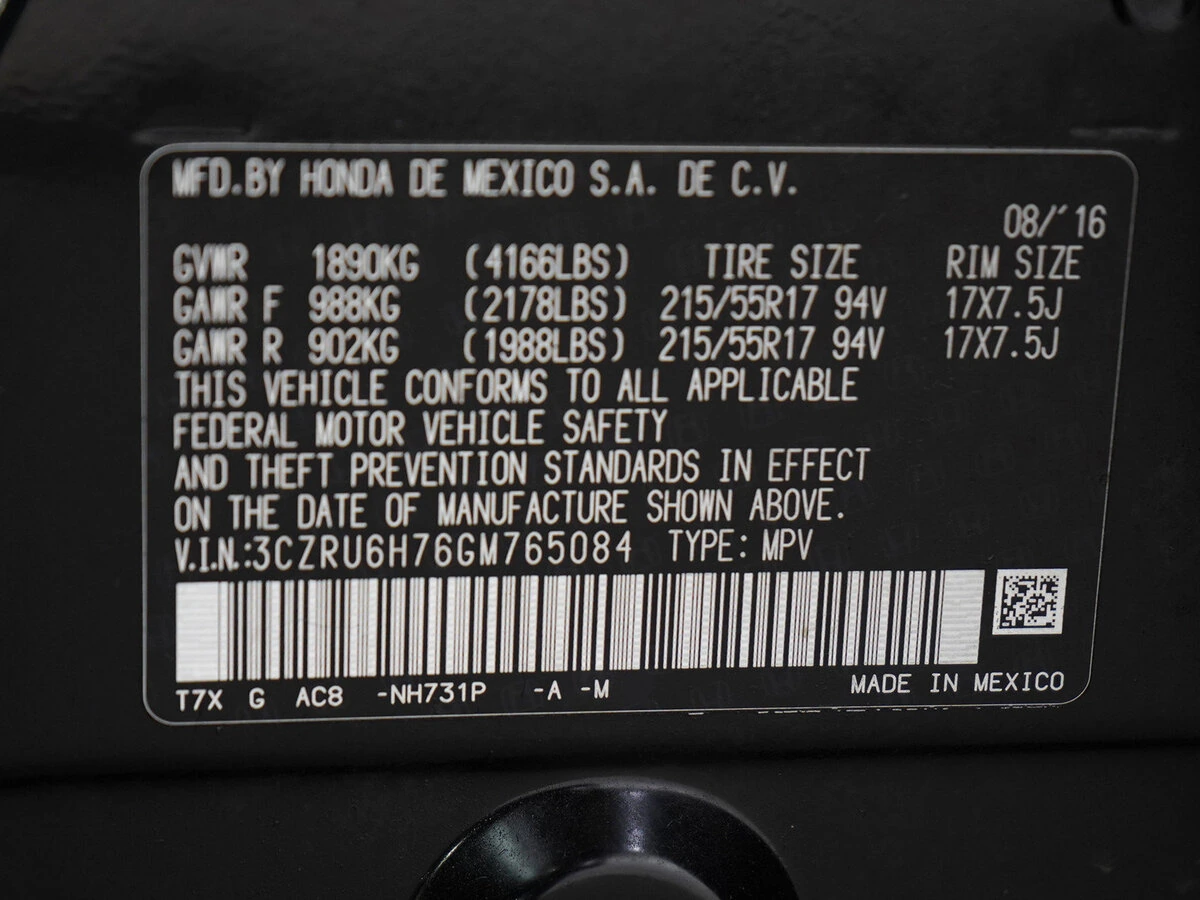 MFD.BY HONDA DE MEXICO S.A. DE C.V.
08/'16
GVWR 1890KG (4166LBS) TIRE SIZE RIM SIZE
GAWR F 988KG (2178LBS) 215/55R17 94V 17X7.5J
GAWR R 902KG (1988LBS) 215/55R17 94V 17X7.5J
THIS VEHICLE CONFORMS TO ALL APPLICABLE
FEDERAL MOTOR VEHICLE SAFETY
AND THEFT PREVENTION STANDARDS IN EFFECT
ON THE DATE OF MANUFACTURE SHOWN ABOVE.
V.I.N.:3CZRU6H76GM765084 TYPE: MPV
T7X G AC8 -NH731P -A -M MADE IN MEXICO